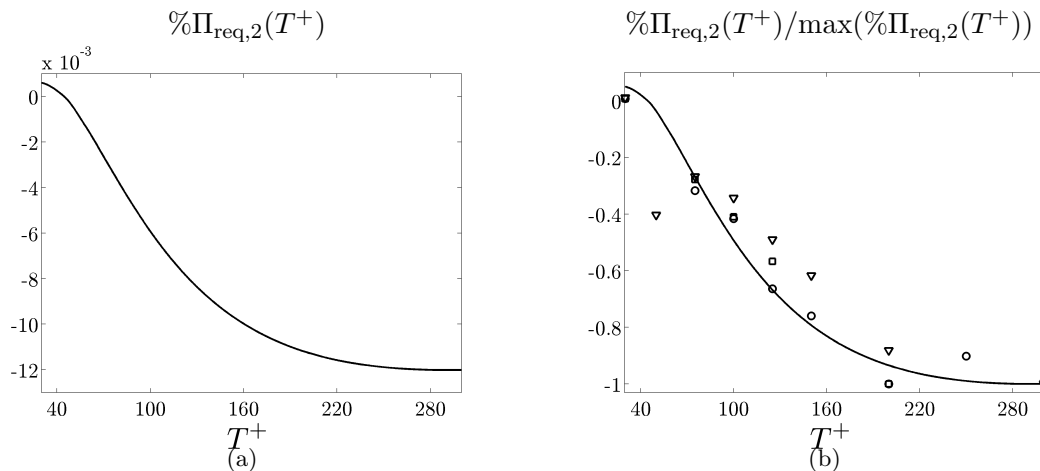 %Π_req,2(T^+)
x 10^-3
0
-2
-4
-6
-8
-10
-12
40 100 160 220 280
T^+
(a)
%Π_req,2(T^+)/max(%Π_req,2(T^+))
0
-0.2
-0.4
-0.6
-0.8
-1
40 100 160 220 280
T^+
(b)